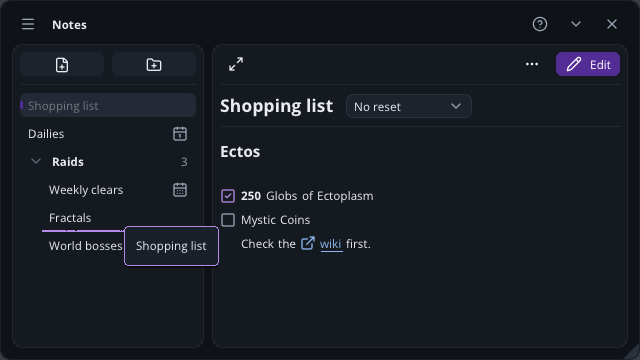 Notes
Shopping list
Dailies
Raids 3
Weekly clears
Fractals
World bosses
Shopping list
Edit
Shopping list No reset
Ectos
250 Globs of Ectoplasm
Mystic Coins
Check the wiki first.